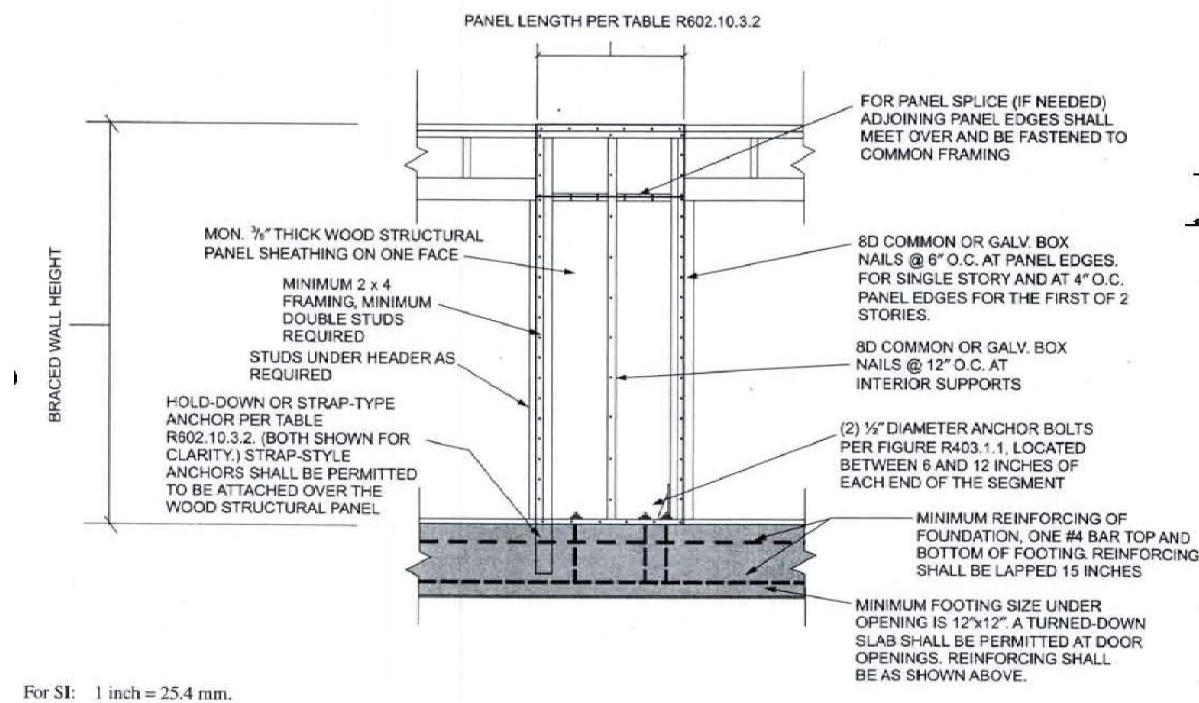 PANEL LENGTH PER TABLE R602.10.3.2
FOR PANEL SPLICE (IF NEEDED)
ADJOINING PANEL EDGES SHALL
MEET OVER AND BE FASTENED TO
COMMON FRAMING
MON. ⅜" THICK WOOD STRUCTURAL
PANEL SHEATHING ON ONE FACE
8D COMMON OR GALV. BOX
NAILS @ 6" O.C. AT PANEL EDGES.
FOR SINGLE STORY AND AT 4" O.C.
PANEL EDGES FOR THE FIRST OF 2
STORIES.
MINIMUM 2 x 4
FRAMING, MINIMUM
DOUBLE STUDS
REQUIRED
BRACED WALL HEIGHT
STUDS UNDER HEADER AS
REQUIRED
8D COMMON OR GALV. BOX
NAILS @ 12" O.C. AT
INTERIOR SUPPORTS
HOLD-DOWN OR STRAP-TYPE
ANCHOR PER TABLE
R602.10.3.2. (BOTH SHOWN FOR
CLARITY.) STRAP-STYLE
ANCHORS SHALL BE PERMITTED
TO BE ATTACHED OVER THE
WOOD STRUCTURAL PANEL
(2) ½" DIAMETER ANCHOR BOLTS
PER FIGURE R403.1.1, LOCATED
BETWEEN 6 AND 12 INCHES OF
EACH END OF THE SEGMENT
MINIMUM REINFORCING OF
FOUNDATION, ONE #4 BAR TOP AND
BOTTOM OF FOOTING. REINFORCING
SHALL BE LAPPED 15 INCHES
MINIMUM FOOTING SIZE UNDER
OPENING IS 12"x12". A TURNED-DOWN
SLAB SHALL BE PERMITTED AT DOOR
OPENINGS. REINFORCING SHALL
BE AS SHOWN ABOVE.
For SI: 1 inch = 25.4 mm.